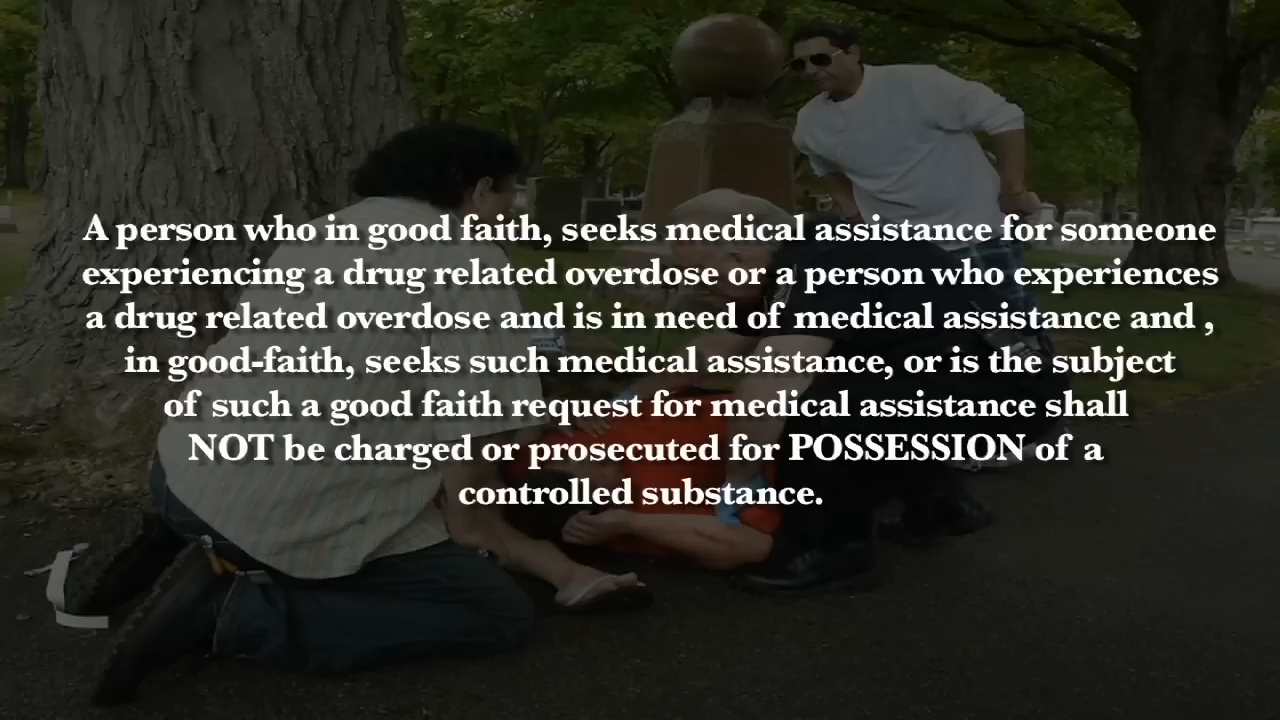 A person who in good faith, seeks medical assistance for someone
experiencing a drug related overdose or a person who experiences
a drug related overdose and is in need of medical assistance and ,
in good-faith, seeks such medical assistance, or is the subject
of such a good faith request for medical assistance shall
NOT be charged or prosecuted for POSSESSION of a
controlled substance.